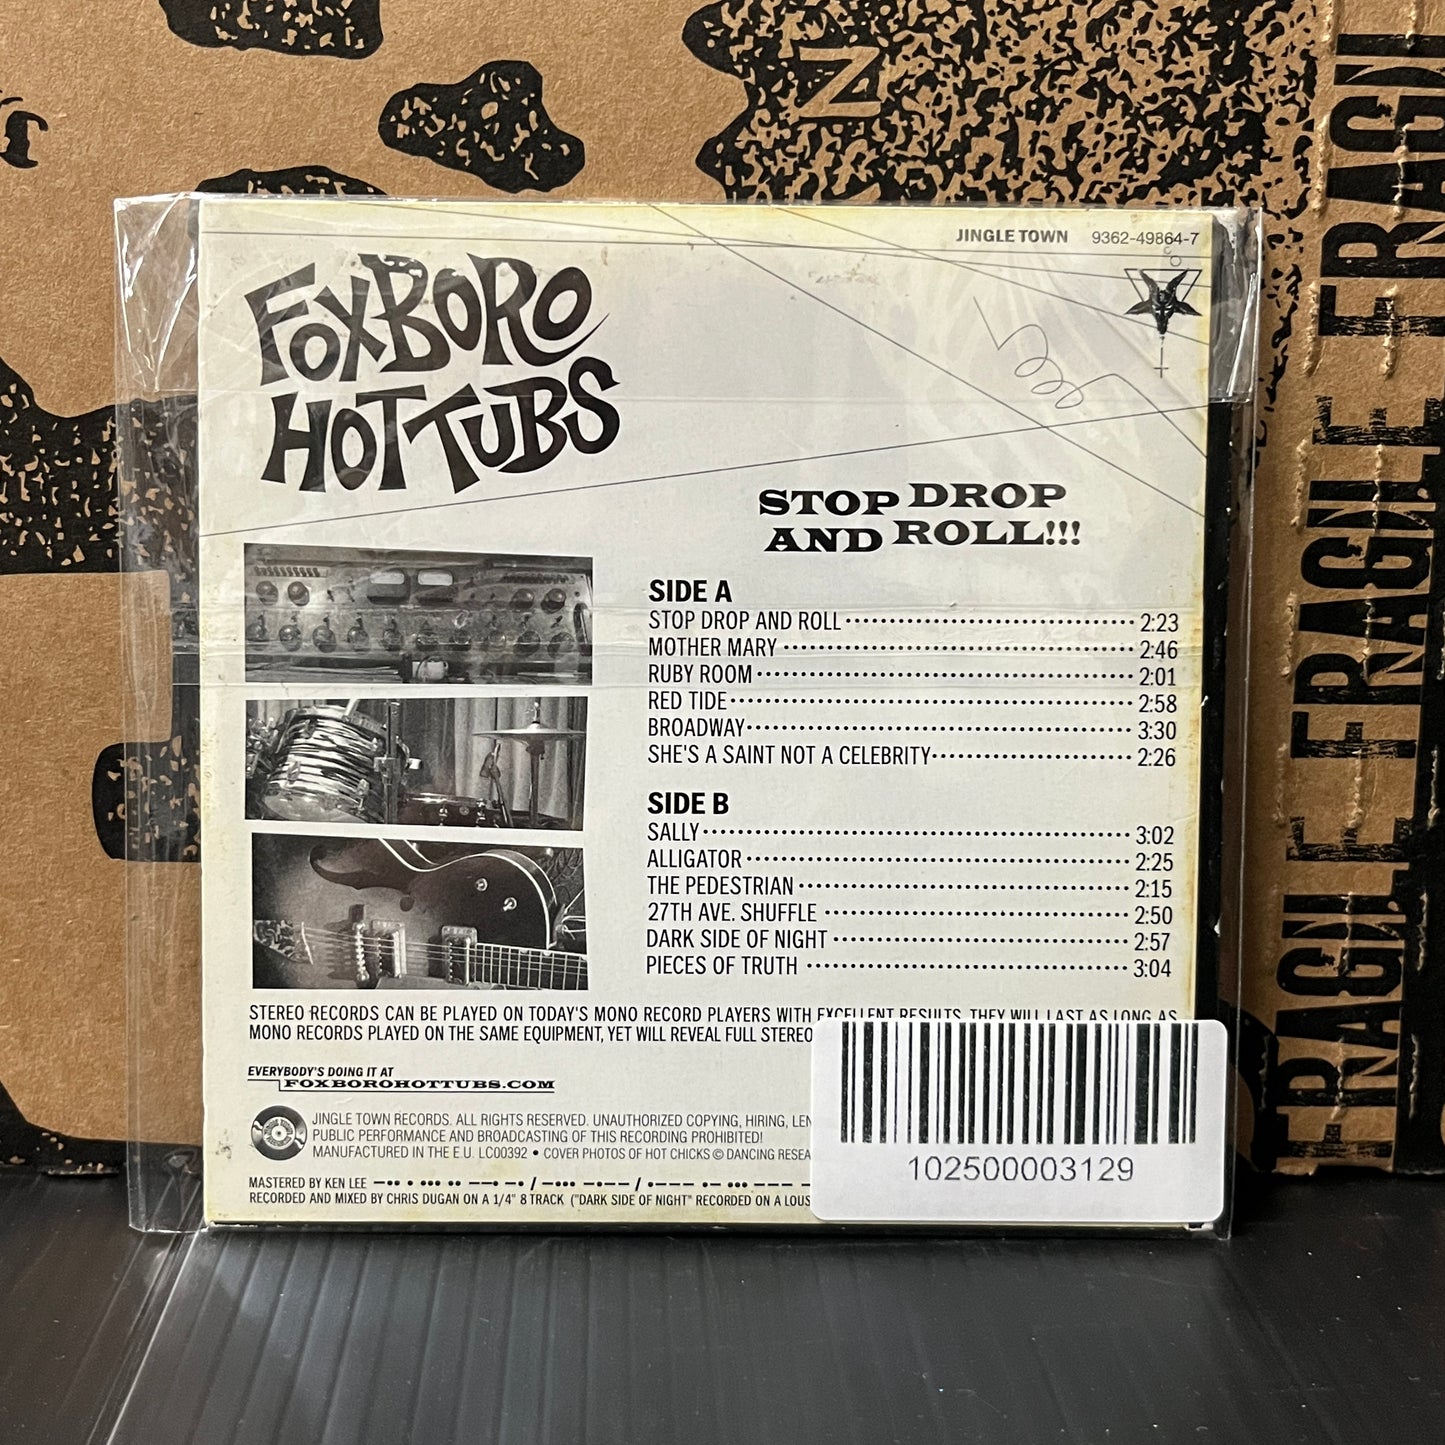 JINGLE TOWN 9362-49864-7
FOXBORO
HOT TUBS
STOP DROP
AND ROLL!!!
SIDE A
STOP DROP AND ROLL 2:23
MOTHER MARY 2:46
RUBY ROOM 2:01
RED TIDE 2:58
BROADWAY 3:30
SHE'S A SAINT NOT A CELEBRITY 2:26
SIDE B
SALLY 3:02
ALLIGATOR 2:25
THE PEDESTRIAN 2:15
27TH AVE. SHUFFLE 2:50
DARK SIDE OF NIGHT 2:57
PIECES OF TRUTH 3:04
STEREO RECORDS CAN BE PLAYED ON TODAY'S MONO RECORD PLAYERS WITH EXCELLENT RESULTS. THEY WILL LAST AS LONG AS
MONO RECORDS PLAYED ON THE SAME EQUIPMENT, YET WILL REVEAL FULL STEREO
EVERYBODY'S DOING IT AT
FOXBOROHOTTUBS.COM
JINGLE TOWN RECORDS. ALL RIGHTS RESERVED. UNAUTHORIZED COPYING, HIRING,
PUBLIC PERFORMANCE AND BROADCASTING OF THIS RECORDING PROHIBITED!
MANUFACTURED IN THE E.U. LC00392 • COVER PHOTOS OF HOT CHICKS © DANCING
MASTERED BY KEN LEE
RECORDED AND MIXED BY CHRIS DUGAN ON A 1/4" 8 TRACK ("DARK SIDE OF NIGHT" RECORDED ON A
102500003129
FRAGILE FRAGILE FRAGILE